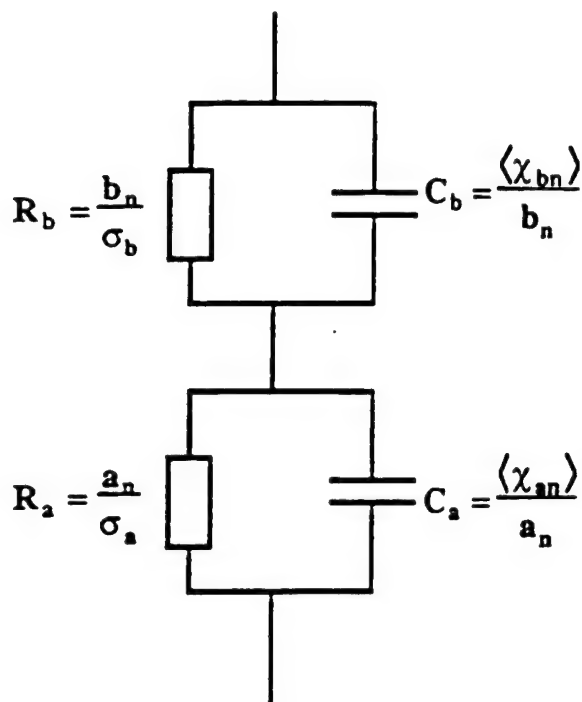 R_b = b_n / σ_b
C_b = ⟨χ_bn⟩ / b_n
R_a = a_n / σ_a
C_a = ⟨χ_an⟩ / a_n